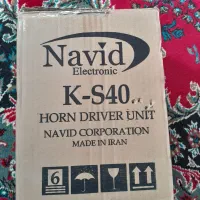 Navid
Electronic
K-S40
HORN DRIVER UNIT
NAVID CORPORATION
MADE IN IRAN
6